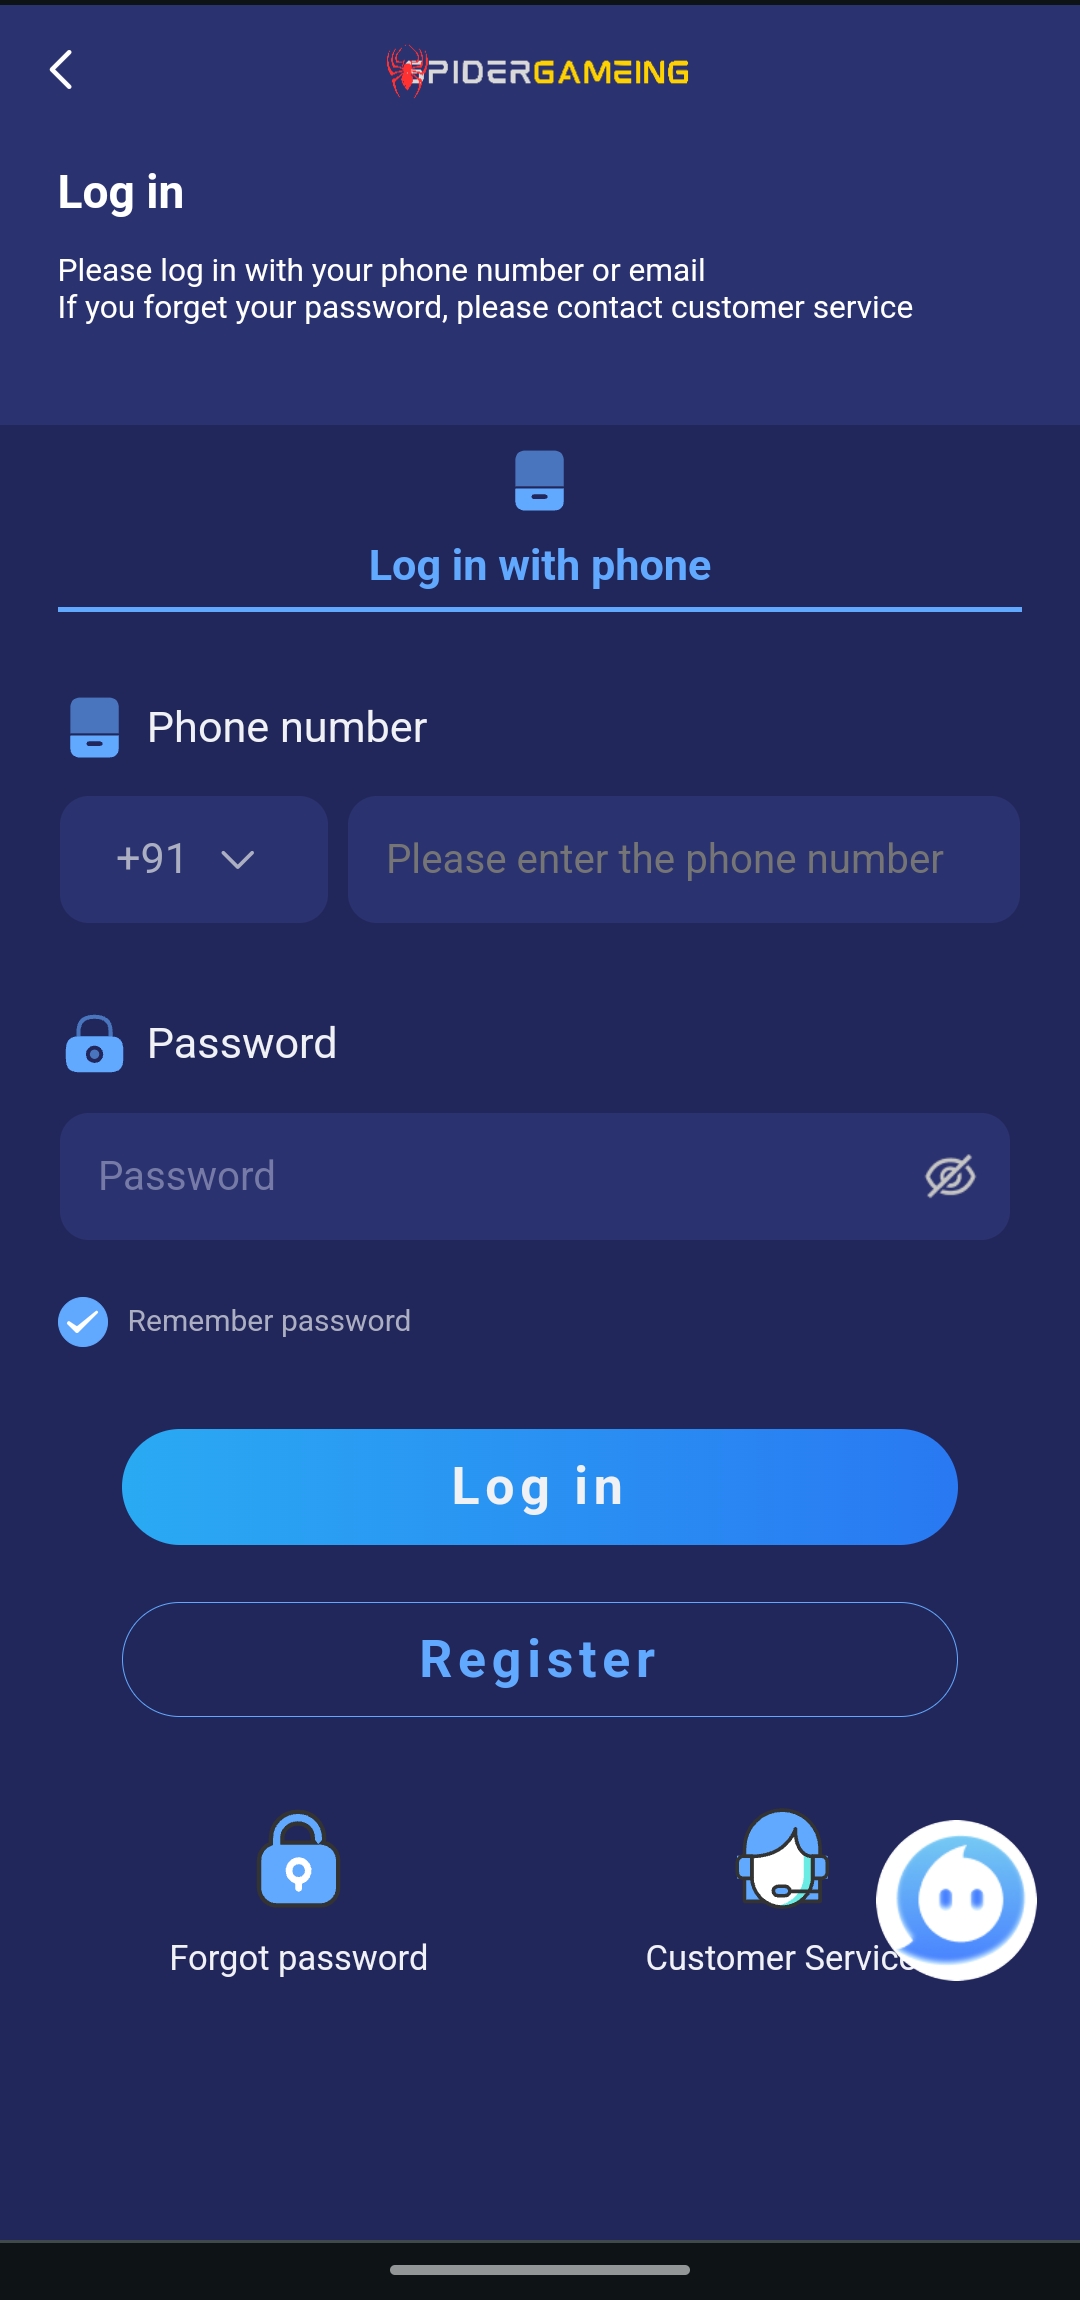 SPIDERGAMEING
Log in
Please log in with your phone number or email
If you forget your password, please contact customer service
Log in with phone
Phone number
+91
Please enter the phone number
Password
Password
Remember password
Log in
Register
Forgot password
Customer Service